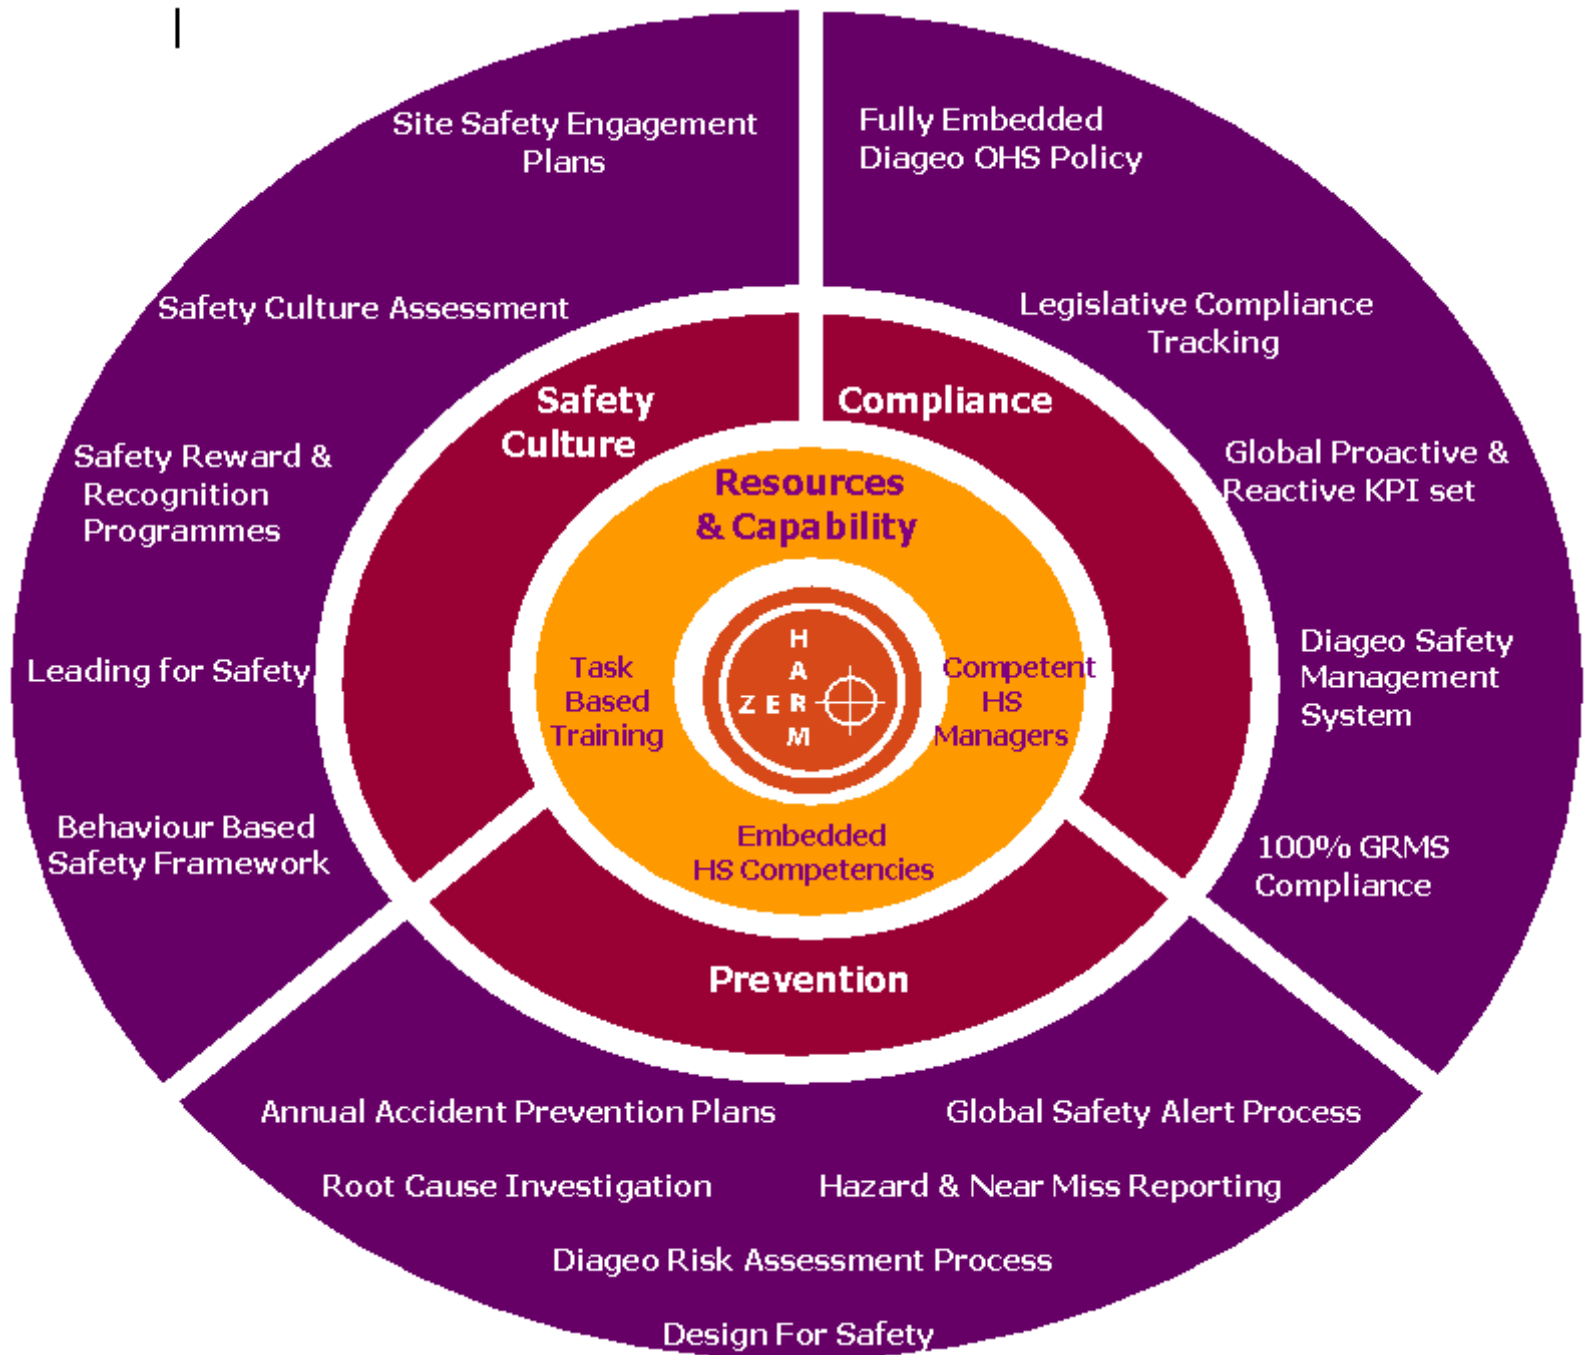 Site Safety Engagement
Plans
Safety Culture Assessment
Safety Reward &
Recognition
Programmes
Leading for Safety
Behaviour Based
Safety Framework
Fully Embedded
Diageo OHS Policy
Legislative Compliance
Tracking
Global Proactive &
Reactive KPI set
Diageo Safety
Management
System
100% GRMS
Compliance
Safety
Culture
Compliance
Prevention
Resources
& Capability
Task
Based
Training
Competent
HS
Managers
Embedded
HS Competencies
HARM
ZER
Annual Accident Prevention Plans
Global Safety Alert Process
Root Cause Investigation
Hazard & Near Miss Reporting
Diageo Risk Assessment Process
Design For Safety